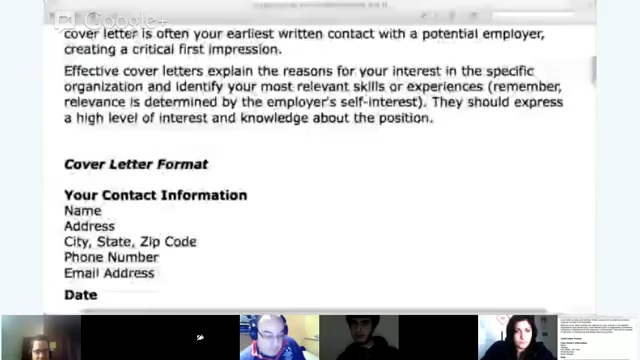 Google+
cover letter is often your earliest written contact with a potential employer,
creating a critical first impression.
Effective cover letters explain the reasons for your interest in the specific
organization and identify your most relevant skills or experiences (remember,
relevance is determined by the employer's self-interest). They should express
a high level of interest and knowledge about the position.
Cover Letter Format
Your Contact Information
Name
Address
City, State, Zip Code
Phone Number
Email Address
Date